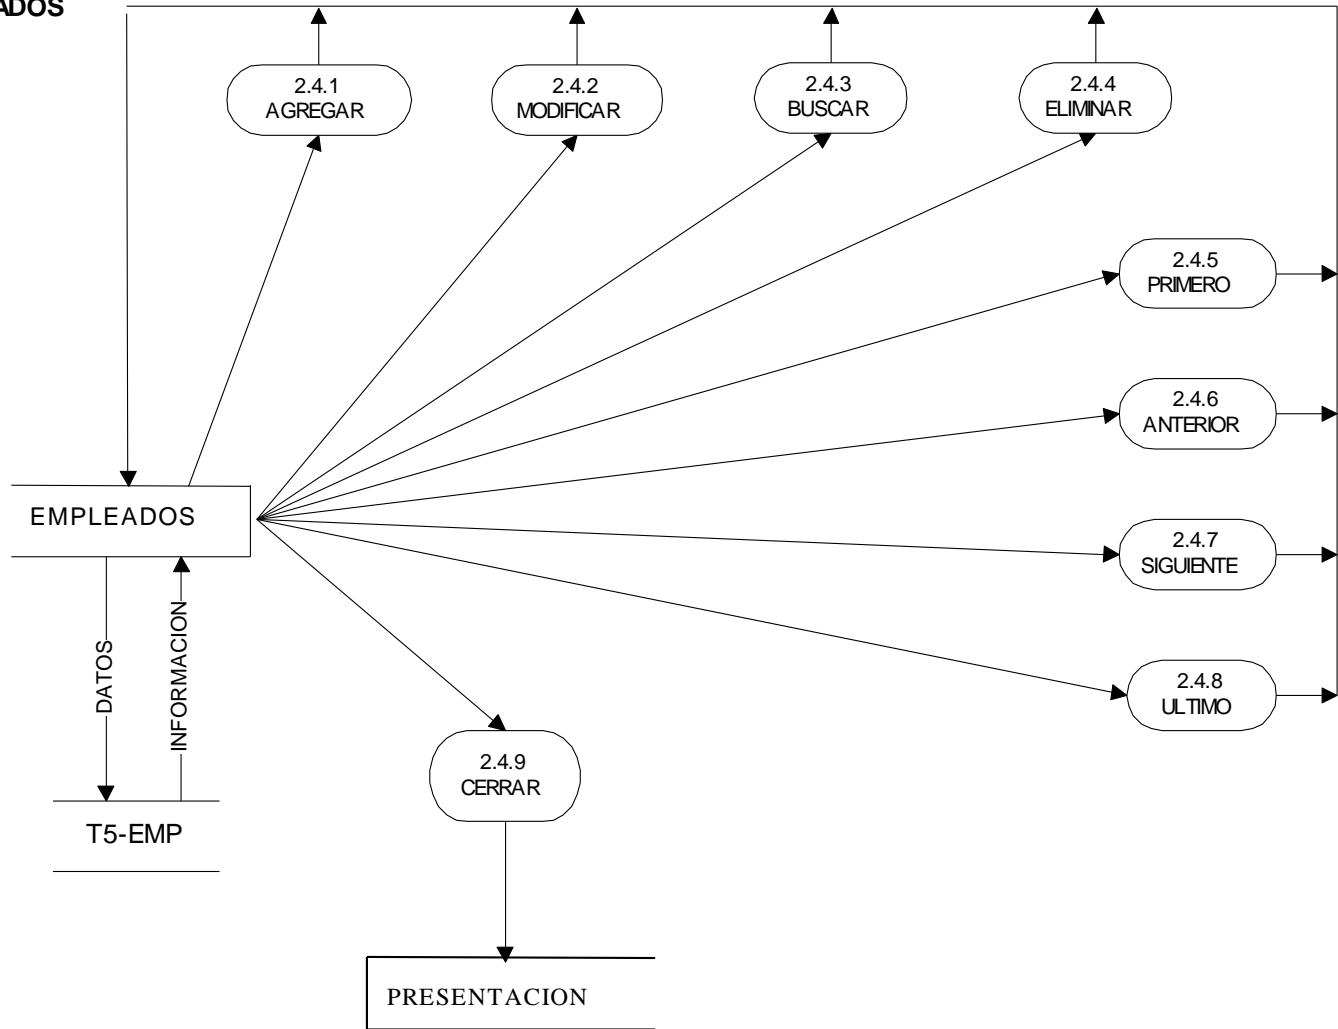 ADOS
2.4.1
AGREGAR
2.4.2
MODIFICAR
2.4.3
BUSCAR
2.4.4
ELIMINAR
2.4.5
PRIMERO
2.4.6
ANTERIOR
EMPLEADOS
2.4.7
SIGUIENTE
DATOS
INFORMACION
2.4.8
ULTIMO
2.4.9
CERRAR
T5-EMP
PRESENTACION